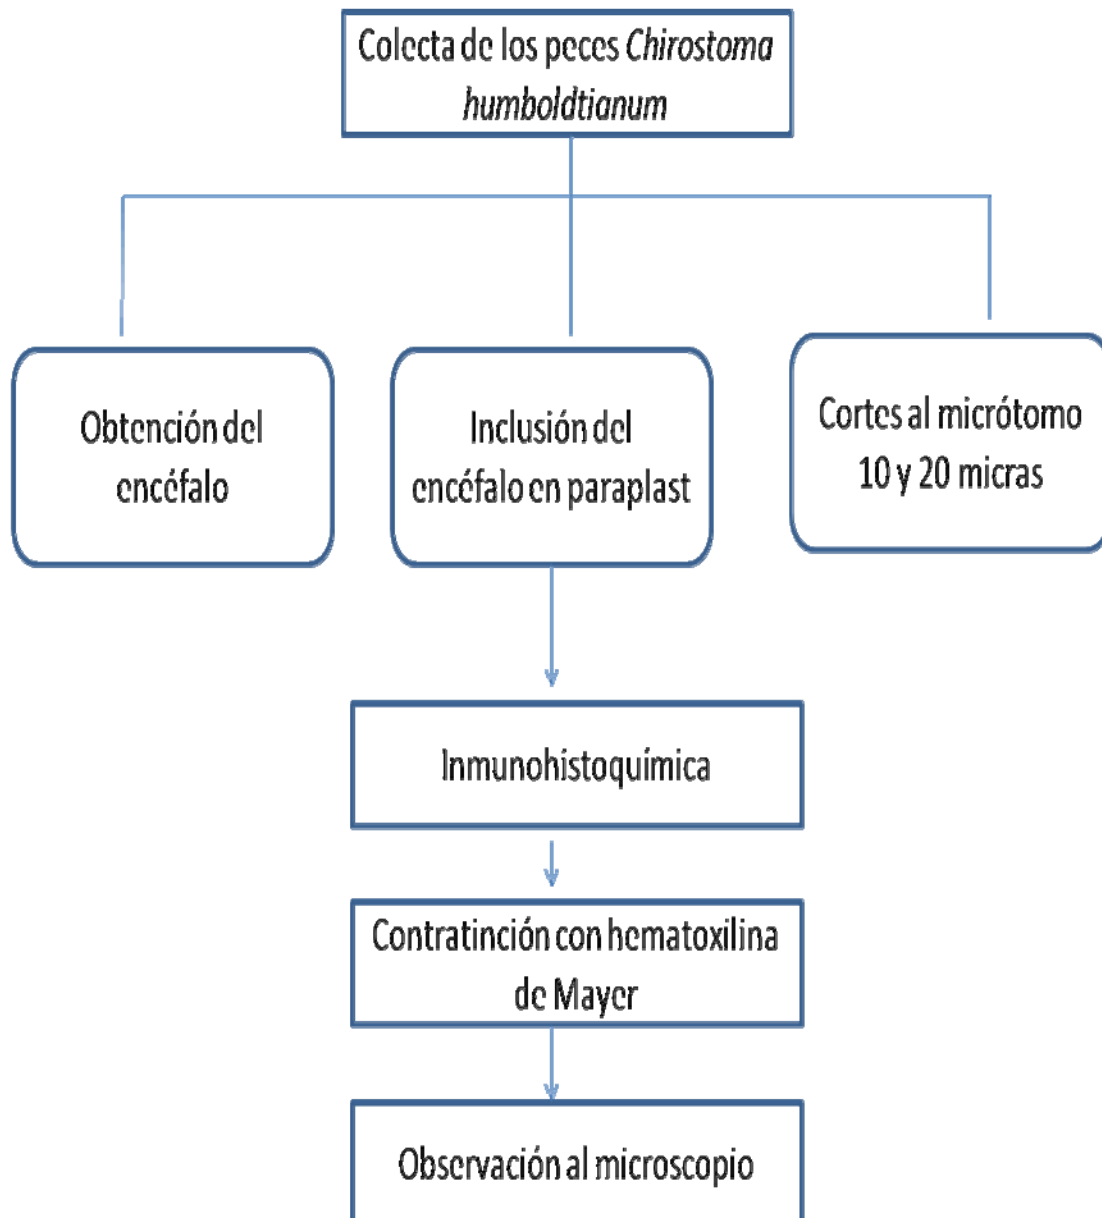 Colecta de los peces Chirostoma
humboldtianum
Obtención del
encéfalo
Inclusión del
encéfalo en paraplast
Cortes al micrótomo
10 y 20 micras
Inmunohistoquímica
Contratinción con hematoxilina
de Mayer
Observación al microscopio